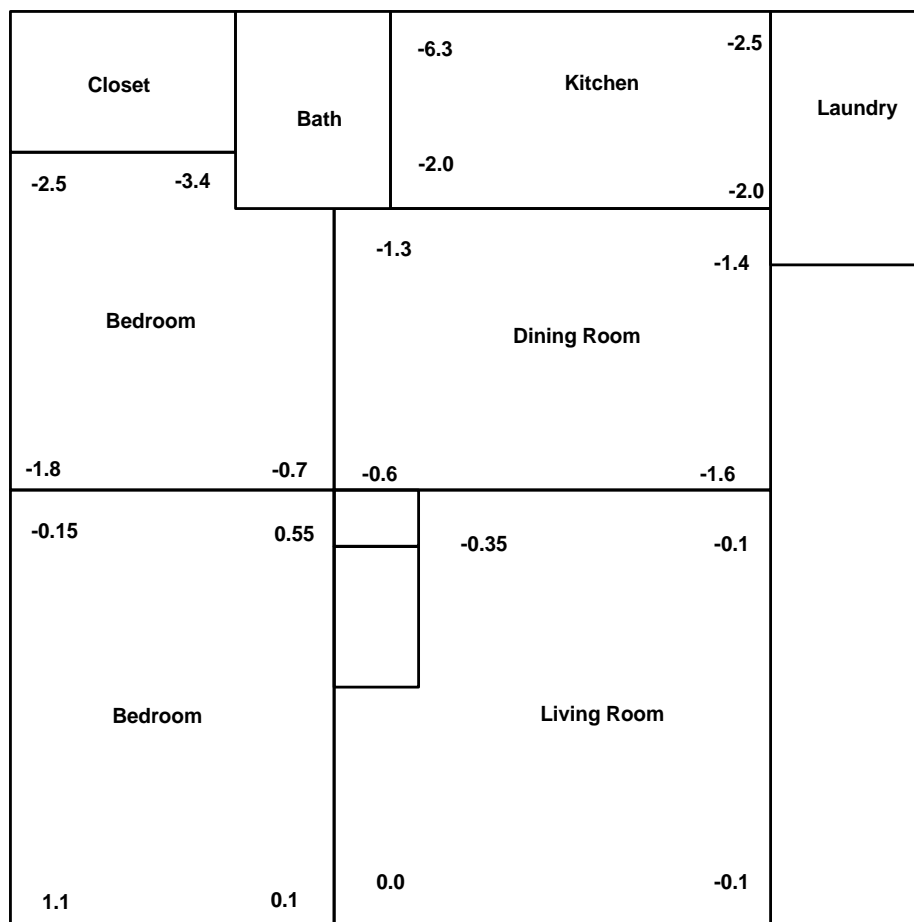 -6.3
-2.5
Closet
Kitchen
Bath
Laundry
-2.5
-3.4
-2.0
-2.0
-1.3
-1.4
Bedroom
Dining Room
-1.8
-0.7
-0.6
-1.6
-0.15
0.55
-0.35
-0.1
Bedroom
Living Room
1.1
0.1
0.0
-0.1